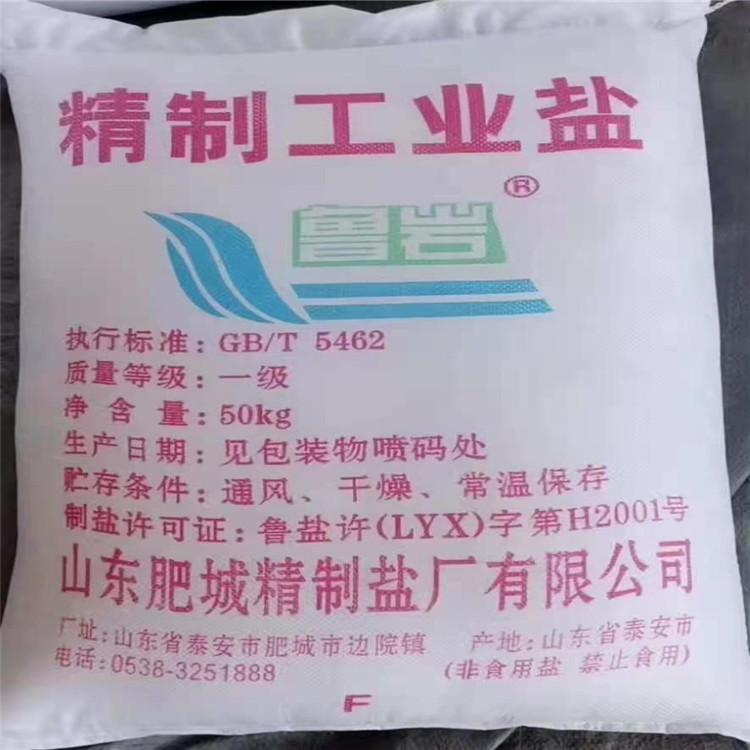 精制工业盐
鲁岩®
执行标准：GB/T 5462
质量等级：一级
净含量：50kg
生产日期：见包装物喷码处
贮存条件：通风、干燥、常温保存
制盐许可证：鲁盐许(LYX)字第H2001号
山东肥城精制盐厂有限公司
厂址:山东省泰安市肥城市边院镇 产地:山东省泰安市
电话:0538-3251888 (非食用盐 禁止食用)
F